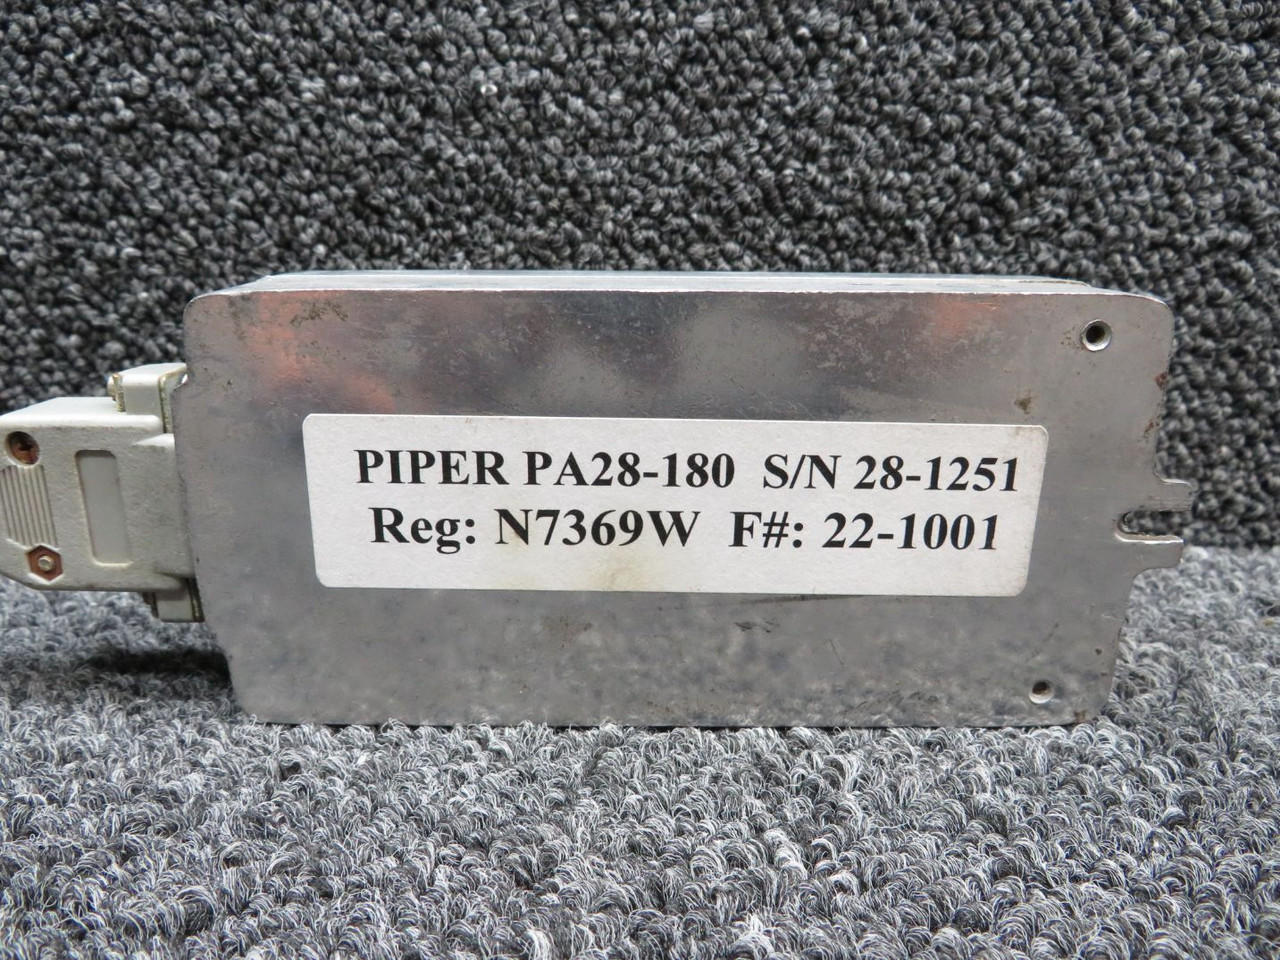 PIPER PA28-180 S/N 28-1251
Reg: N7369W F#: 22-1001